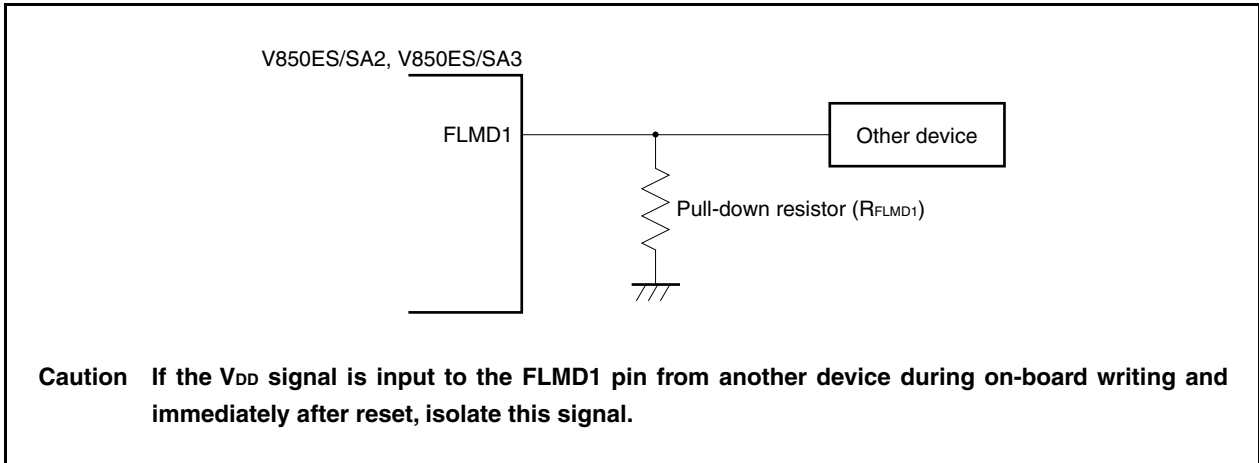 V850ES/SA2, V850ES/SA3
FLMD1
Other device
Pull-down resistor (RFLMD1)
Caution If the VDD signal is input to the FLMD1 pin from another device during on-board writing and
immediately after reset, isolate this signal.